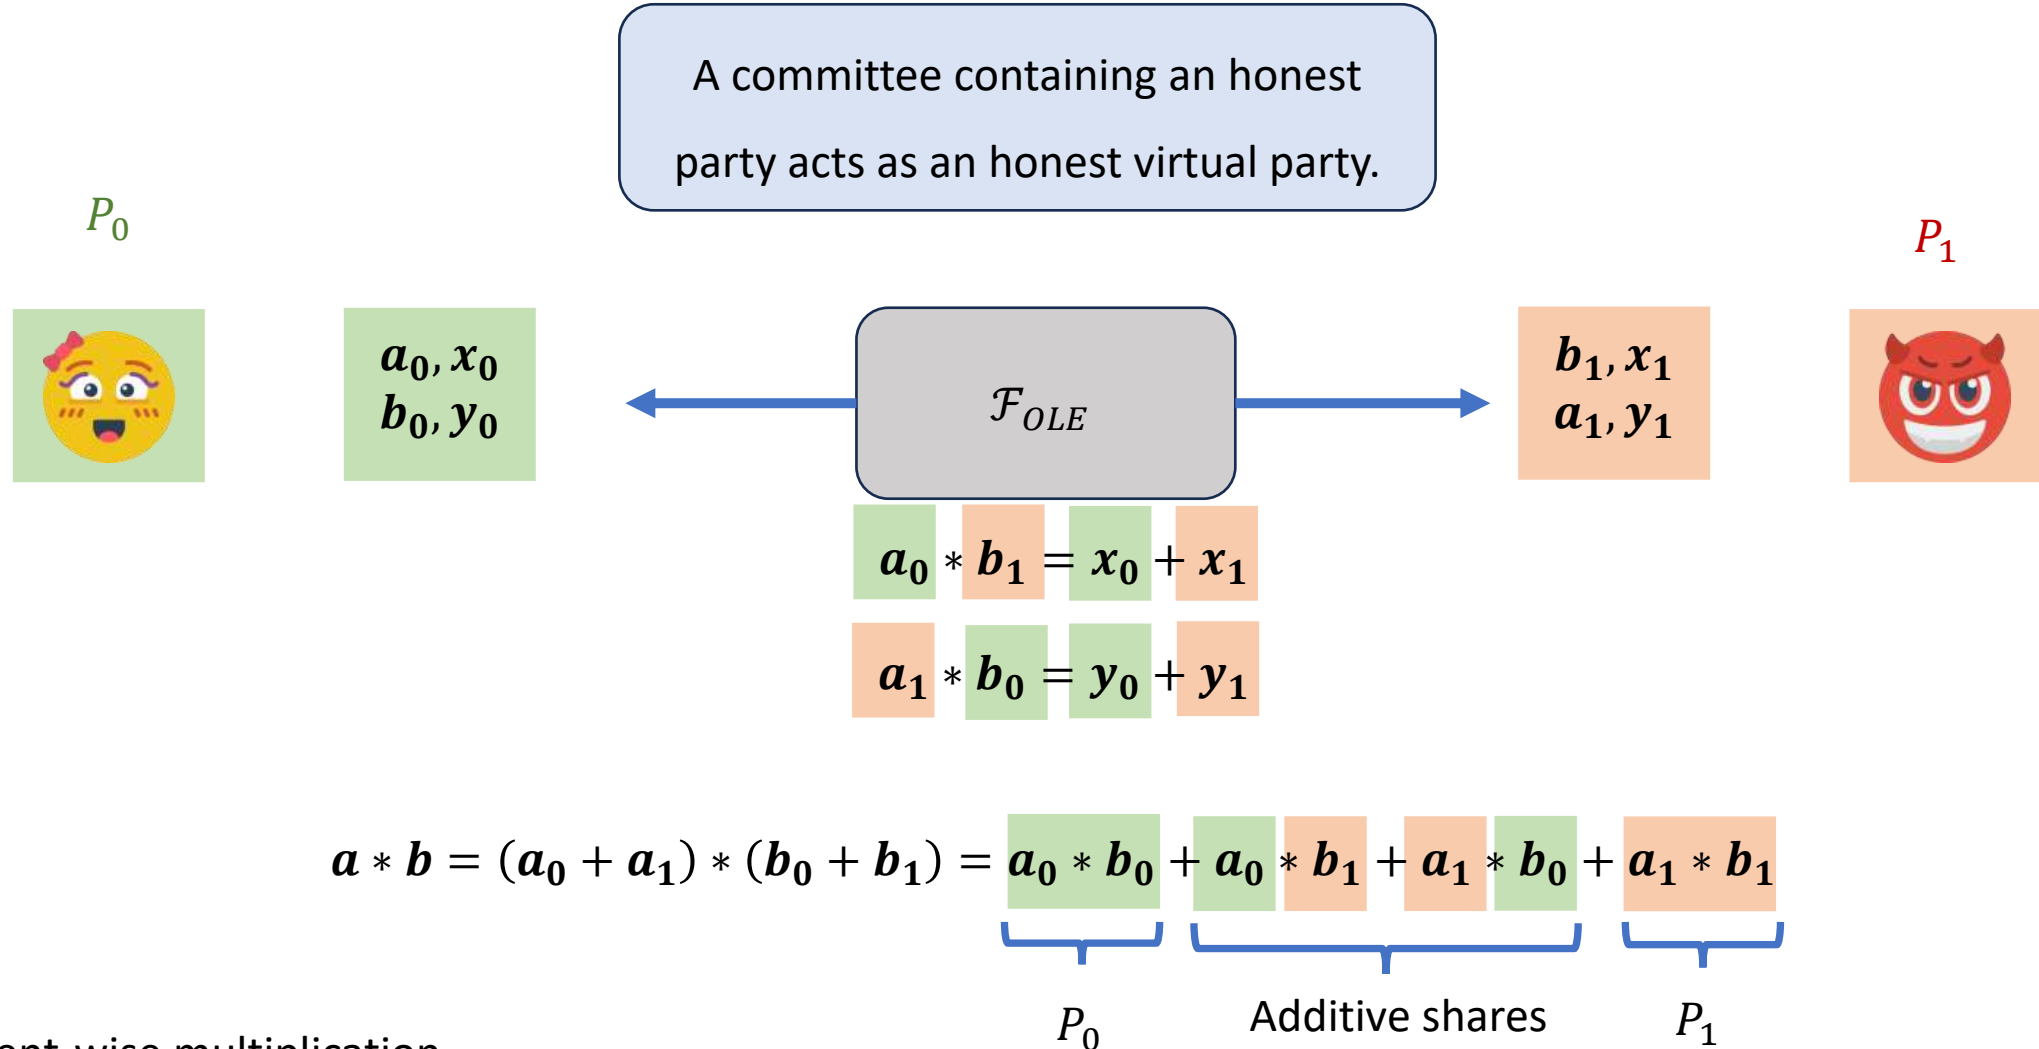 A committee containing an honest
party acts as an honest virtual party.
P₀
P₁
a₀, x₀
b₀, y₀
ℱ_OLE
b₁, x₁
a₁, y₁
a₀ * b₁ = x₀ + x₁
a₁ * b₀ = y₀ + y₁
a * b = (a₀ + a₁) * (b₀ + b₁) = a₀ * b₀ + a₀ * b₁ + a₁ * b₀ + a₁ * b₁
P₀ Additive shares P₁
multiplication